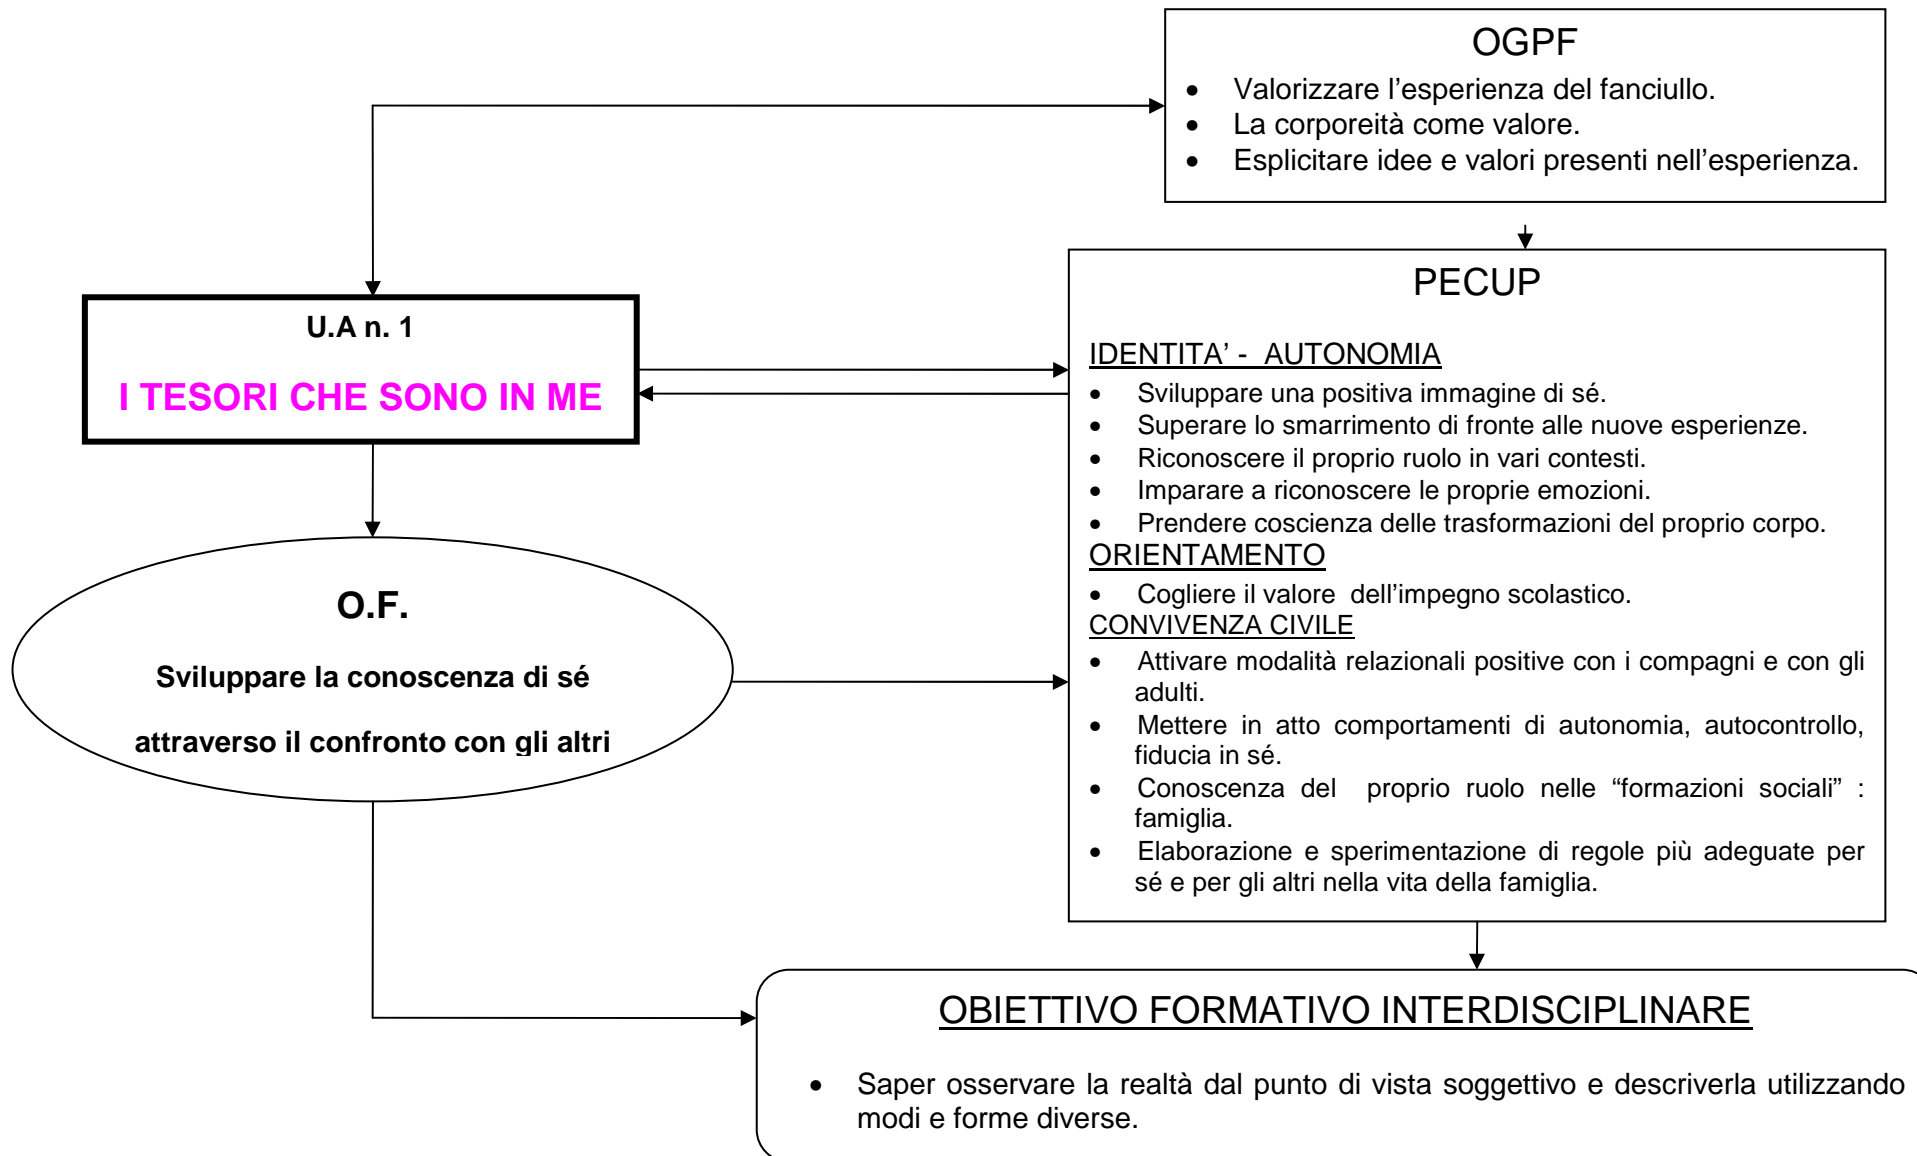 OGPF
• Valorizzare l’esperienza del fanciullo.
• La corporeità come valore.
• Esplicitare idee e valori presenti nell’esperienza.
U.A n. 1
I TESORI CHE SONO IN ME
O.F.
Sviluppare la conoscenza di sé
attraverso il confronto con gli altri
PECUP
IDENTITA’ - AUTONOMIA
• Sviluppare una positiva immagine di sé.
• Superare lo smarrimento di fronte alle nuove esperienze.
• Riconoscere il proprio ruolo in vari contesti.
• Imparare a riconoscere le proprie emozioni.
• Prendere coscienza delle trasformazioni del proprio corpo.
ORIENTAMENTO
• Cogliere il valore dell’impegno scolastico.
CONVIVENZA CIVILE
• Attivare modalità relazionali positive con i compagni e con gli
adulti.
• Mettere in atto comportamenti di autonomia, autocontrollo,
fiducia in sé.
• Conoscenza del proprio ruolo nelle “formazioni sociali” :
famiglia.
• Elaborazione e sperimentazione di regole più adeguate per
sé e per gli altri nella vita della famiglia.
OBIETTIVO FORMATIVO INTERDISCIPLINARE
• Saper osservare la realtà dal punto di vista soggettivo e descriverla utilizzando
modi e forme diverse.